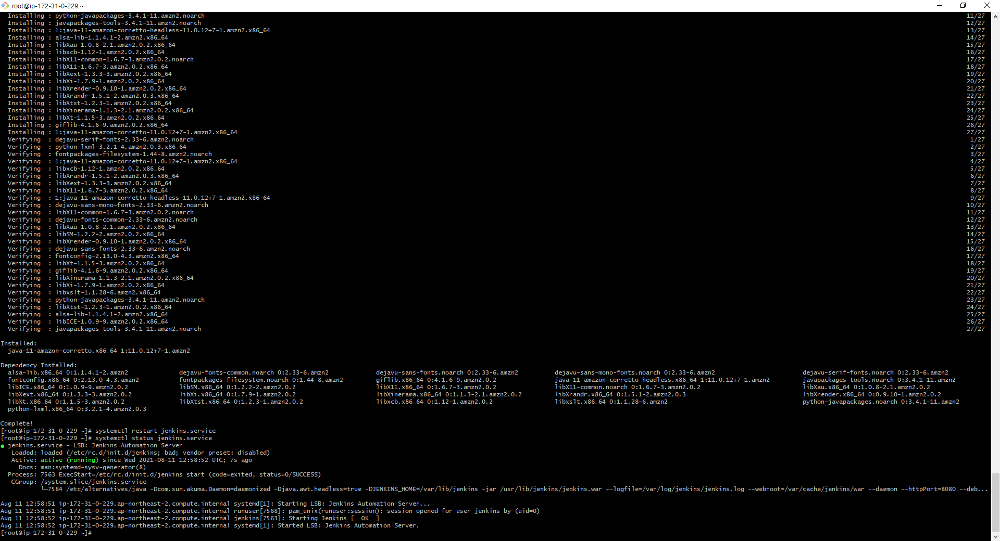 root@ip-172-31-0-229:~
Installing : python-javapackages-3.4.1-11.amzn2.noarch 11/27
Installing : javapackages-tools-3.4.1-11.amzn2.noarch 12/27
Installing : 1:java-11-amazon-corretto-headless-11.0.12+7-1.amzn2.x86_64 13/27
Installing : alsa-lib-1.1.4.1-2.amzn2.x86_64 14/27
Installing : libXau-1.0.8-2.1.amzn2.0.2.x86_64 15/27
Installing : libxcb-1.12-1.amzn2.0.2.x86_64 16/27
Installing : libX11-common-1.6.7-3.amzn2.0.2.noarch 17/27
Installing : libX11-1.6.7-3.amzn2.0.2.x86_64 18/27
Installing : libXext-1.3.3-3.amzn2.0.2.x86_64 19/27
Installing : libXi-1.7.9-1.amzn2.0.2.x86_64 20/27
Installing : libXrender-0.9.10-1.amzn2.0.2.x86_64 21/27
Installing : libXrandr-1.5.1-2.amzn2.0.3.x86_64 22/27
Installing : libXtst-1.2.3-1.amzn2.0.2.x86_64 23/27
Installing : libXinerama-1.1.3-2.1.amzn2.0.2.x86_64 24/27
Installing : libXt-1.1.5-3.amzn2.0.2.x86_64 25/27
Installing : giflib-4.1.6-9.amzn2.0.2.x86_64 26/27
Installing : 1:java-11-amazon-corretto-11.0.12+7-1.amzn2.x86_64 27/27
Verifying : dejavu-serif-fonts-2.33-6.amzn2.noarch 1/27
Verifying : python-lxml-3.2.1-4.amzn2.0.3.x86_64 2/27
Verifying : fontpackages-filesystem-1.44-8.amzn2.noarch 3/27
Verifying : 1:java-11-amazon-corretto-11.0.12+7-1.amzn2.x86_64 4/27
Verifying : libxcb-1.12-1.amzn2.0.2.x86_64 5/27
Verifying : libXrandr-1.5.1-2.amzn2.0.3.x86_64 6/27
Verifying : libXext-1.3.3-3.amzn2.0.2.x86_64 7/27
Verifying : libX11-1.6.7-3.amzn2.0.2.x86_64 8/27
Verifying : 1:java-11-amazon-corretto-headless-11.0.12+7-1.amzn2.x86_64 9/27
Verifying : dejavu-sans-mono-fonts-2.33-6.amzn2.noarch 10/27
Verifying : libX11-common-1.6.7-3.amzn2.0.2.noarch 11/27
Verifying : dejavu-fonts-common-2.33-6.amzn2.noarch 12/27
Verifying : libXau-1.0.8-2.1.amzn2.0.2.x86_64 13/27
Verifying : libSM-1.2.2-2.amzn2.0.2.x86_64 14/27
Verifying : libXrender-0.9.10-1.amzn2.0.2.x86_64 15/27
Verifying : dejavu-sans-fonts-2.33-6.amzn2.noarch 16/27
Verifying : fontconfig-2.13.0-4.3.amzn2.x86_64 17/27
Verifying : libXt-1.1.5-3.amzn2.0.2.x86_64 18/27
Verifying : giflib-4.1.6-9.amzn2.0.2.x86_64 19/27
Verifying : libXinerama-1.1.3-2.1.amzn2.0.2.x86_64 20/27
Verifying : libXi-1.7.9-1.amzn2.0.2.x86_64 21/27
Verifying : libxslt-1.1.28-6.amzn2.x86_64 22/27
Verifying : python-javapackages-3.4.1-11.amzn2.noarch 23/27
Verifying : libXtst-1.2.3-1.amzn2.0.2.x86_64 24/27
Verifying : alsa-lib-1.1.4.1-2.amzn2.x86_64 25/27
Verifying : libICE-1.0.9-9.amzn2.0.2.x86_64 26/27
Verifying : javapackages-tools-3.4.1-11.amzn2.noarch 27/27
Installed:
java-11-amazon-corretto.x86_64 1:11.0.12+7-1.amzn2
Dependency Installed:
alsa-lib.x86_64 0:1.1.4.1-2.amzn2 dejavu-fonts-common.noarch 0:2.33-6.amzn2 dejavu-sans-fonts.noarch 0:2.33-6.amzn2 dejavu-sans-mono-fonts.noarch 0:2.33-6.amzn2 dejavu-serif-fonts.noarch 0:2.33-6.amzn2
fontconfig.x86_64 0:2.13.0-4.3.amzn2 fontpackages-filesystem.noarch 0:1.44-8.amzn2 giflib.x86_64 0:4.1.6-9.amzn2.0.2 java-11-amazon-corretto-headless.x86_64 1:11.0.12+7-1.amzn2 javapackages-tools.noarch 0:3.4.1-11.amzn2
libICE.x86_64 0:1.0.9-9.amzn2.0.2 libSM.x86_64 0:1.2.2-2.amzn2.0.2 libX11.x86_64 0:1.6.7-3.amzn2.0.2 libX11-common.noarch 0:1.6.7-3.amzn2.0.2 libXau.x86_64 0:1.0.8-2.1.amzn2.0.2
libXext.x86_64 0:1.3.3-3.amzn2.0.2 libXi.x86_64 0:1.7.9-1.amzn2.0.2 libXinerama.x86_64 0:1.1.3-2.1.amzn2.0.2 libXrandr.x86_64 0:1.5.1-2.amzn2.0.3 libXrender.x86_64 0:0.9.10-1.amzn2.0.2
libXt.x86_64 0:1.1.5-3.amzn2.0.2 libXtst.x86_64 0:1.2.3-1.amzn2.0.2 libxcb.x86_64 0:1.12-1.amzn2.0.2 libxslt.x86_64 0:1.1.28-6.amzn2 python-javapackages.noarch 0:3.4.1-11.amzn2
python-lxml.x86_64 0:3.2.1-4.amzn2.0.3
Complete!
[root@ip-172-31-0-229 ~]# systemctl restart jenkins.service
[root@ip-172-31-0-229 ~]# systemctl status jenkins.service
● jenkins.service - LSB: Jenkins Automation Server
Loaded: loaded (/etc/rc.d/init.d/jenkins; bad; vendor preset: disabled)
Active: active (running) since Wed 2021-08-11 12:58:52 UTC; 7s ago
Docs: man:systemd-sysv-generator(8)
Process: 7563 ExecStart=/etc/rc.d/init.d/jenkins start (code=exited, status=0/SUCCESS)
CGroup: /system.slice/jenkins.service
└─7584 /etc/alternatives/java -Dcom.sun.akuma.Daemon=daemonized -Djava.awt.headless=true -DJENKINS_HOME=/var/lib/jenkins -jar /usr/lib/jenkins/jenkins.war --logfile=/var/log/jenkins/jenkins.log --webroot=/var/cache/jenkins/war --daemon --httpPort=8080 --deb...
Aug 11 12:58:51 ip-172-31-0-229.ap-northeast-2.compute.internal systemd[1]: Starting LSB: Jenkins Automation Server...
Aug 11 12:58:51 ip-172-31-0-229.ap-northeast-2.compute.internal runuser[7568]: pam_unix(runuser:session): session opened for user jenkins by (uid=0)
Aug 11 12:58:52 ip-172-31-0-229.ap-northeast-2.compute.internal jenkins[7563]: Starting Jenkins [  OK  ]
Aug 11 12:58:52 ip-172-31-0-229.ap-northeast-2.compute.internal systemd[1]: Started LSB: Jenkins Automation Server.
[root@ip-172-31-0-229 ~]#